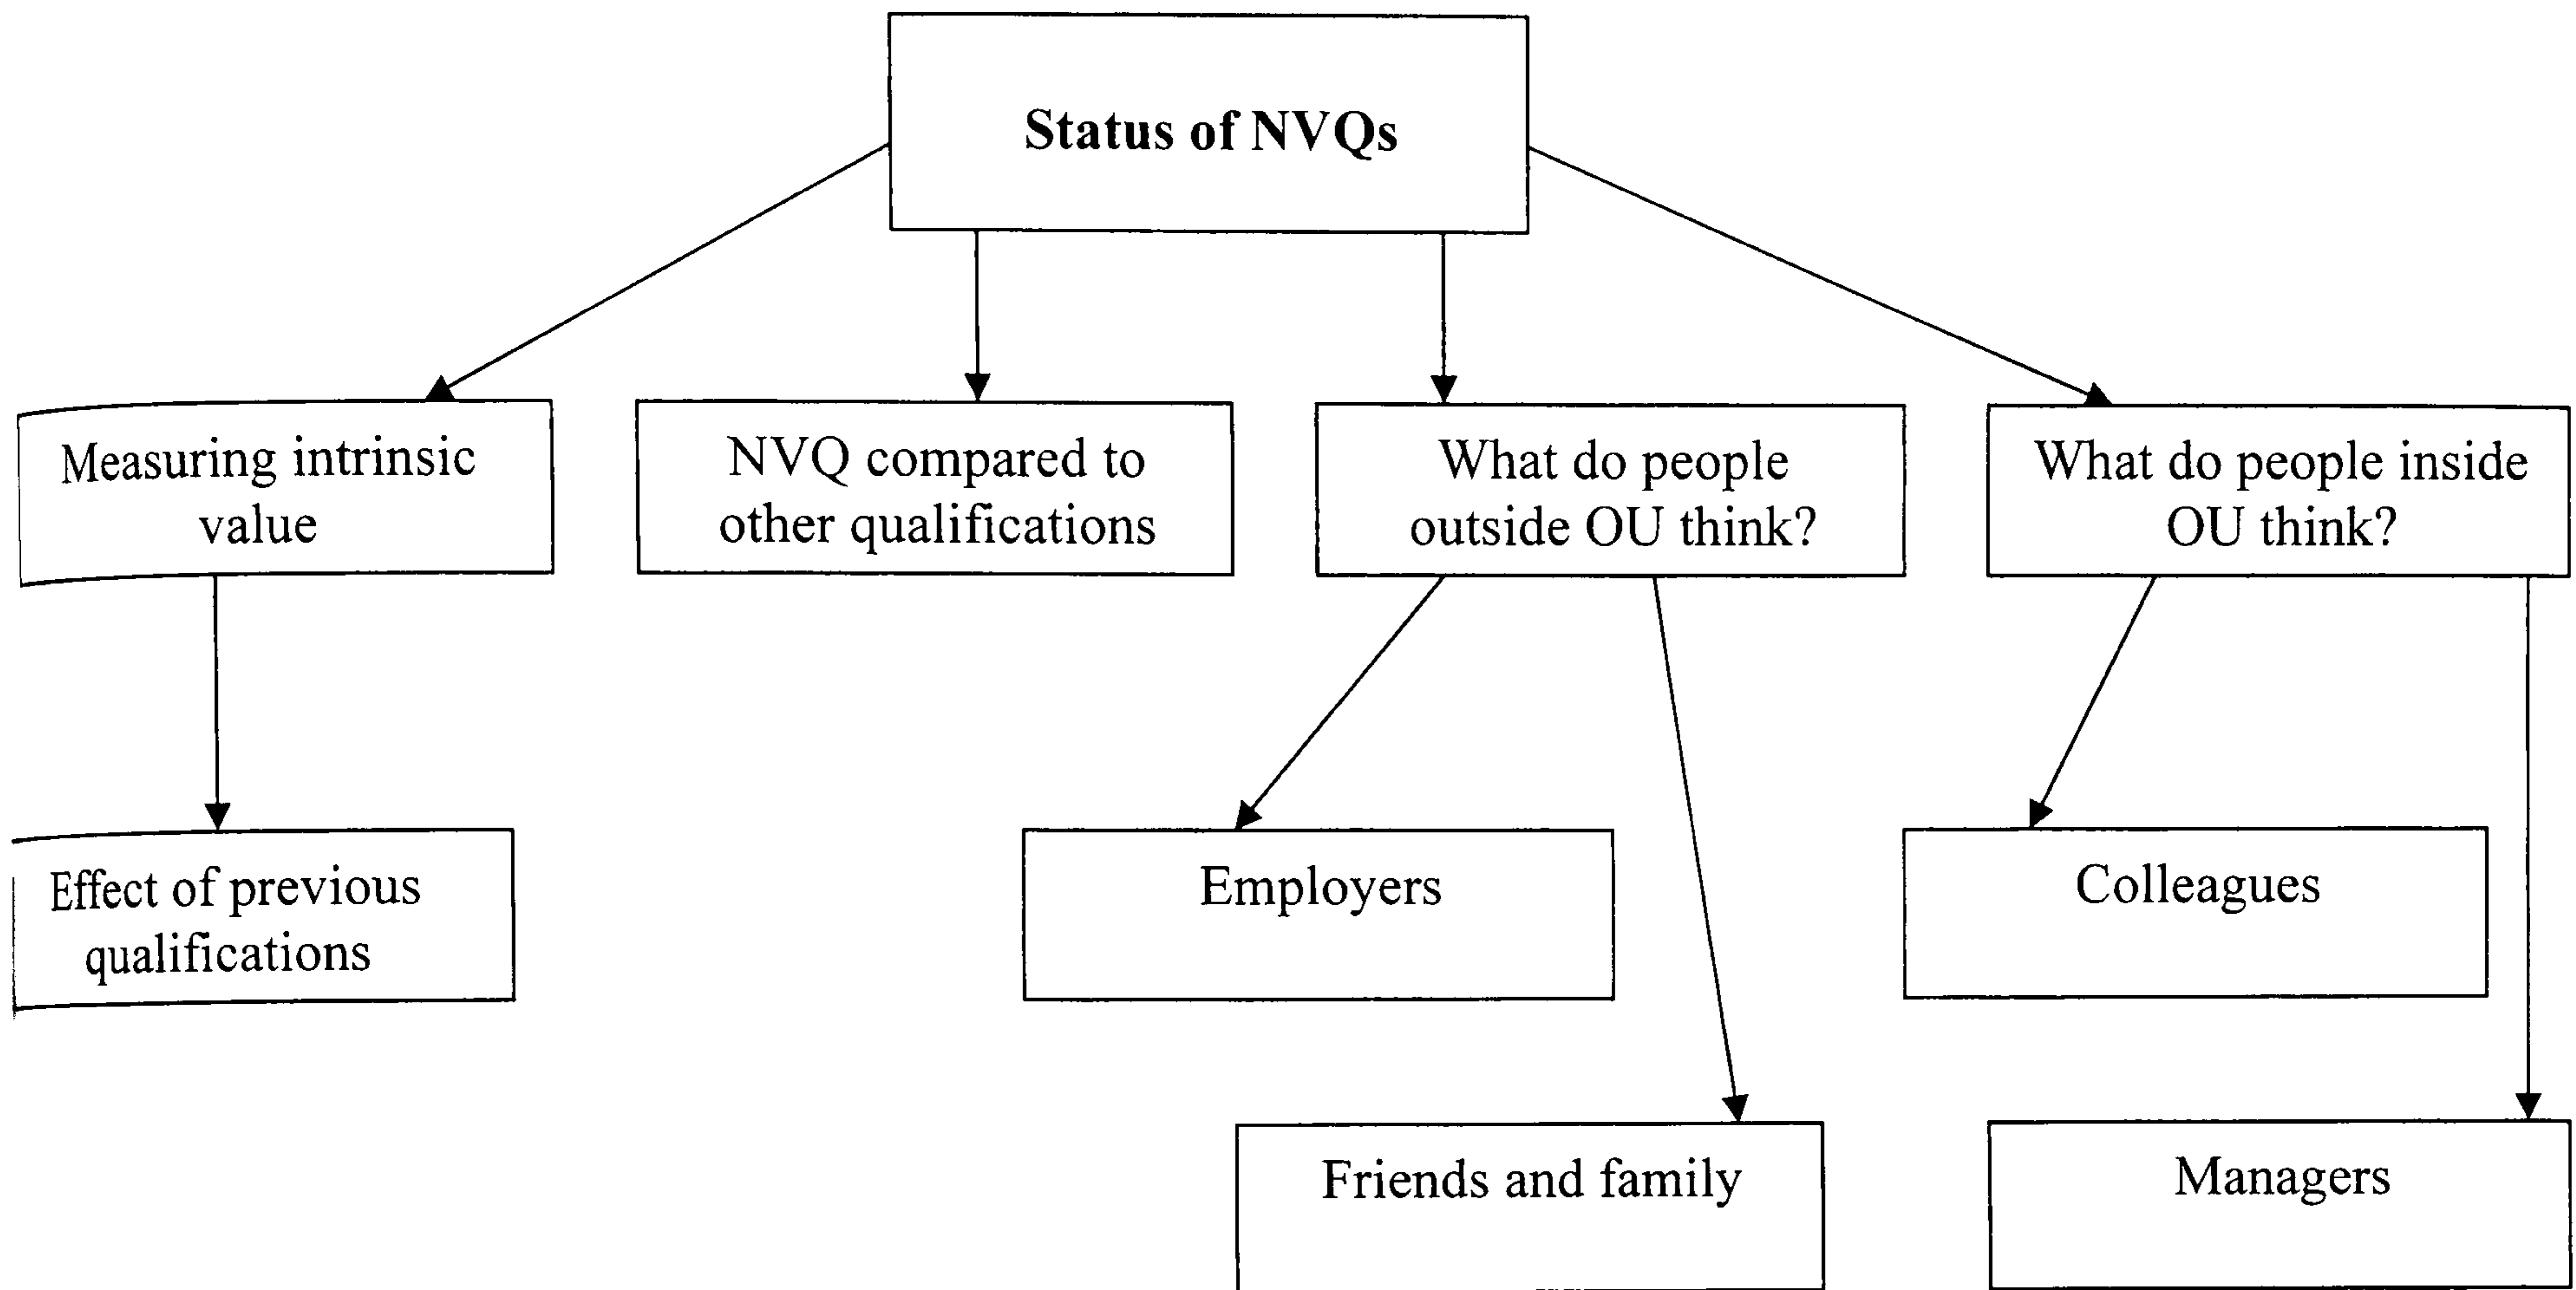 Status of NVQs
Measuring intrinsic
value
NVQ compared to
other qualifications
What do people
outside OU think?
What do people inside
OU think?
Effect of previous
qualifications
Employers
Colleagues
Friends and family
Managers